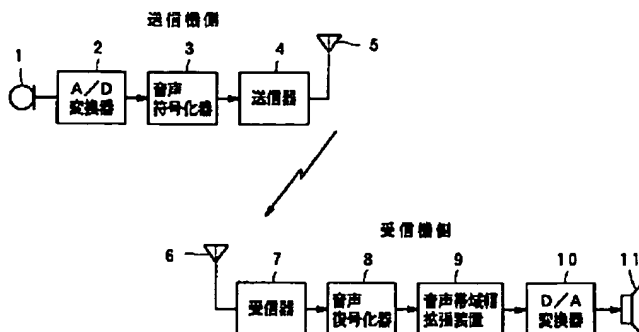 送信機側
1
2
3
4
5
A/D
変換器
音声
符号化器
送信器
受信機側
6
7
8
9
10
11
受信器
音声
復号化器
音声帯域幅
拡張装置
D/A
変換器